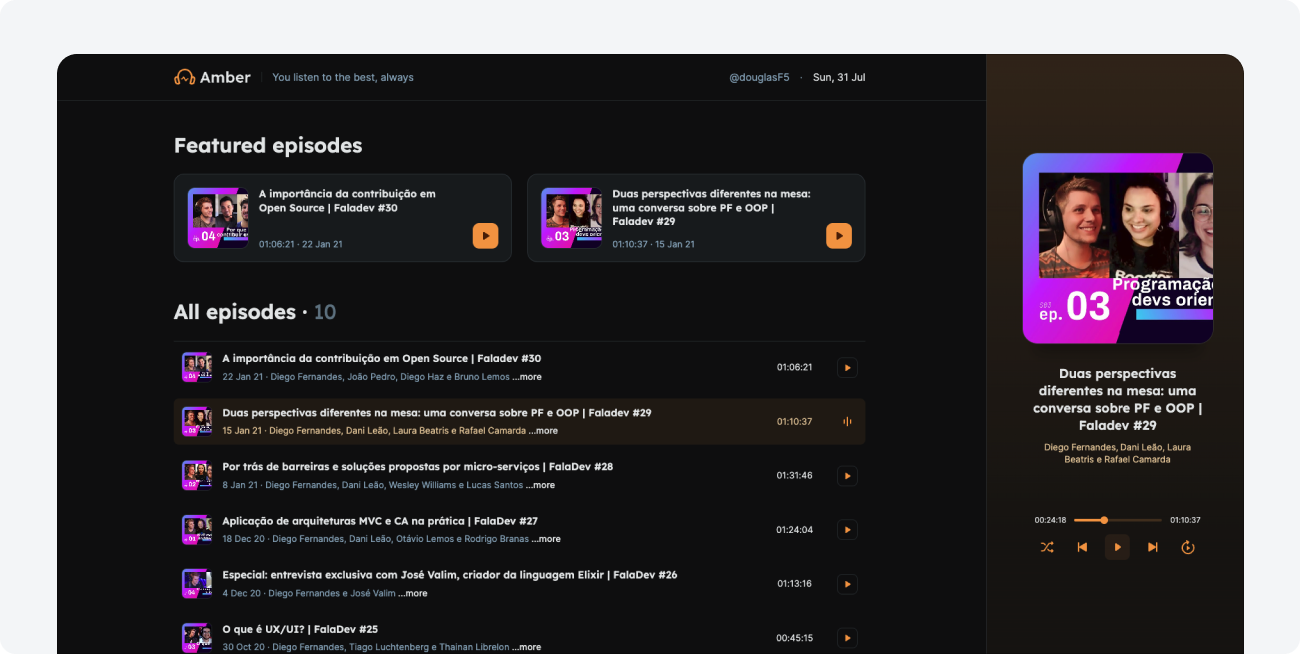 Amber
You listen to the best, always
@douglasF5 · Sun, 31 Jul
Featured episodes
A importância da contribuição em
Open Source | Faladev #30
01:06:21 · 22 Jan 21
ep. 04
Por que
Duas perspectivas diferentes na mesa:
uma conversa sobre PF e OOP |
Faladev #29
01:10:37 · 15 Jan 21
ep. 03
All episodes · 10
A importância da contribuição em Open Source | Faladev #30
22 Jan 21 · Diego Fernandes, João Pedro, Diego Haz e Bruno Lemos ...more
01:06:21
Duas perspectivas diferentes na mesa: uma conversa sobre PF e OOP | Faladev #29
15 Jan 21 · Diego Fernandes, Dani Leão, Laura Beatris e Rafael Camarda ...more
01:10:37
Por trás de barreiras e soluções propostas por micro-serviços | FalaDev #28
8 Jan 21 · Diego Fernandes, Dani Leão, Wesley Williams e Lucas Santos ...more
01:31:46
Aplicação de arquiteturas MVC e CA na prática | FalaDev #27
18 Dec 20 · Diego Fernandes, Dani Leão, Otávio Lemos e Rodrigo Branas ...more
01:24:04
Especial: entrevista exclusiva com José Valim, criador da linguagem Elixir | FalaDev #26
4 Dec 20 · Diego Fernandes e José Valim ...more
01:13:16
O que é UX/UI? | FalaDev #25
30 Oct 20 · Diego Fernandes, Tiago Luchtenberg e Thainan Librelon ...more
00:45:15
Programaçã
devs orien
ep. 03
Duas perspectivas
diferentes na mesa: uma
conversa sobre PF e OOP |
Faladev #29
Diego Fernandes, Dani Leão, Laura
Beatris e Rafael Camarda
00:24:18
01:10:37